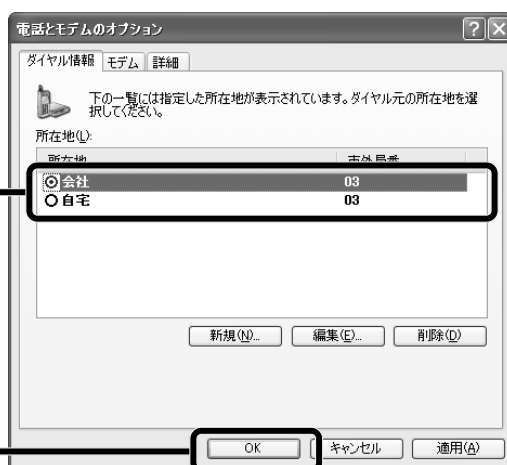 電話とモデムのオプション
ダイヤル情報 モデム 詳細
下の一覧には指定した所在地が表示されています。ダイヤル元の所在地を選
択してください。
所在地(L):
所在地 市外局番
会社 03
自宅 03
新規(N)... 編集(E)... 削除(D)
OK キャンセル 適用(A)